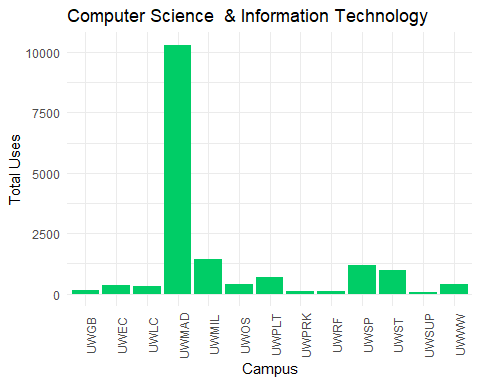 Computer Science  & Information Technology
Total Uses
10000
7500
5000
2500
0
UWGB
UWEC
UWLC
UWMAD
UWMIL
UWOS
UWPLT
UWPRK
UWRF
UWSP
UWST
UWSUP
UWWW
Campus